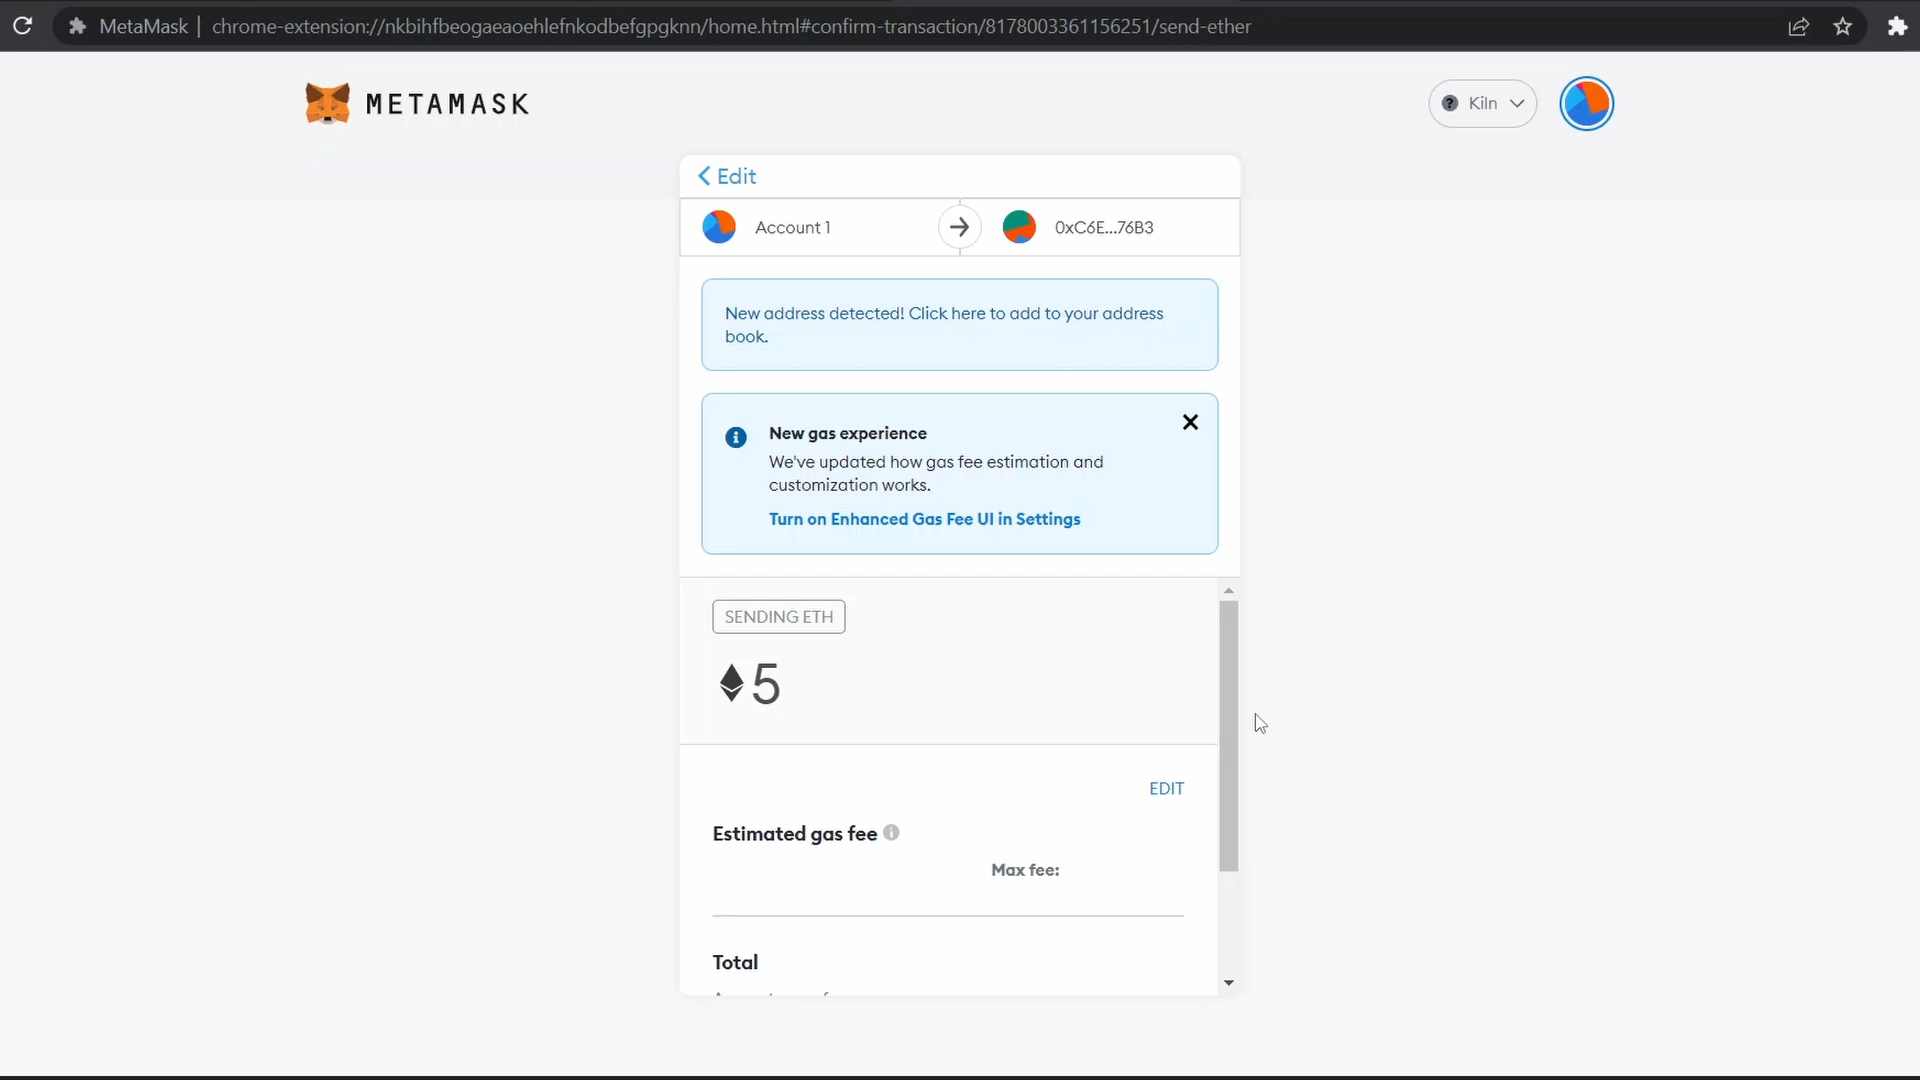 MetaMask | chrome-extension://nkbihfbeogaeaoehlefnkodbefgpgknn/home.html#confirm-transaction/8178003361156251/send-ether
METAMASK
Kiln
Edit
Account 1
0xC6E...76B3
New address detected! Click here to add to your address
book.
New gas experience
We've updated how gas fee estimation and
customization works.
Turn on Enhanced Gas Fee UI in Settings
SENDING ETH
5
EDIT
Estimated gas fee
Max fee:
Total